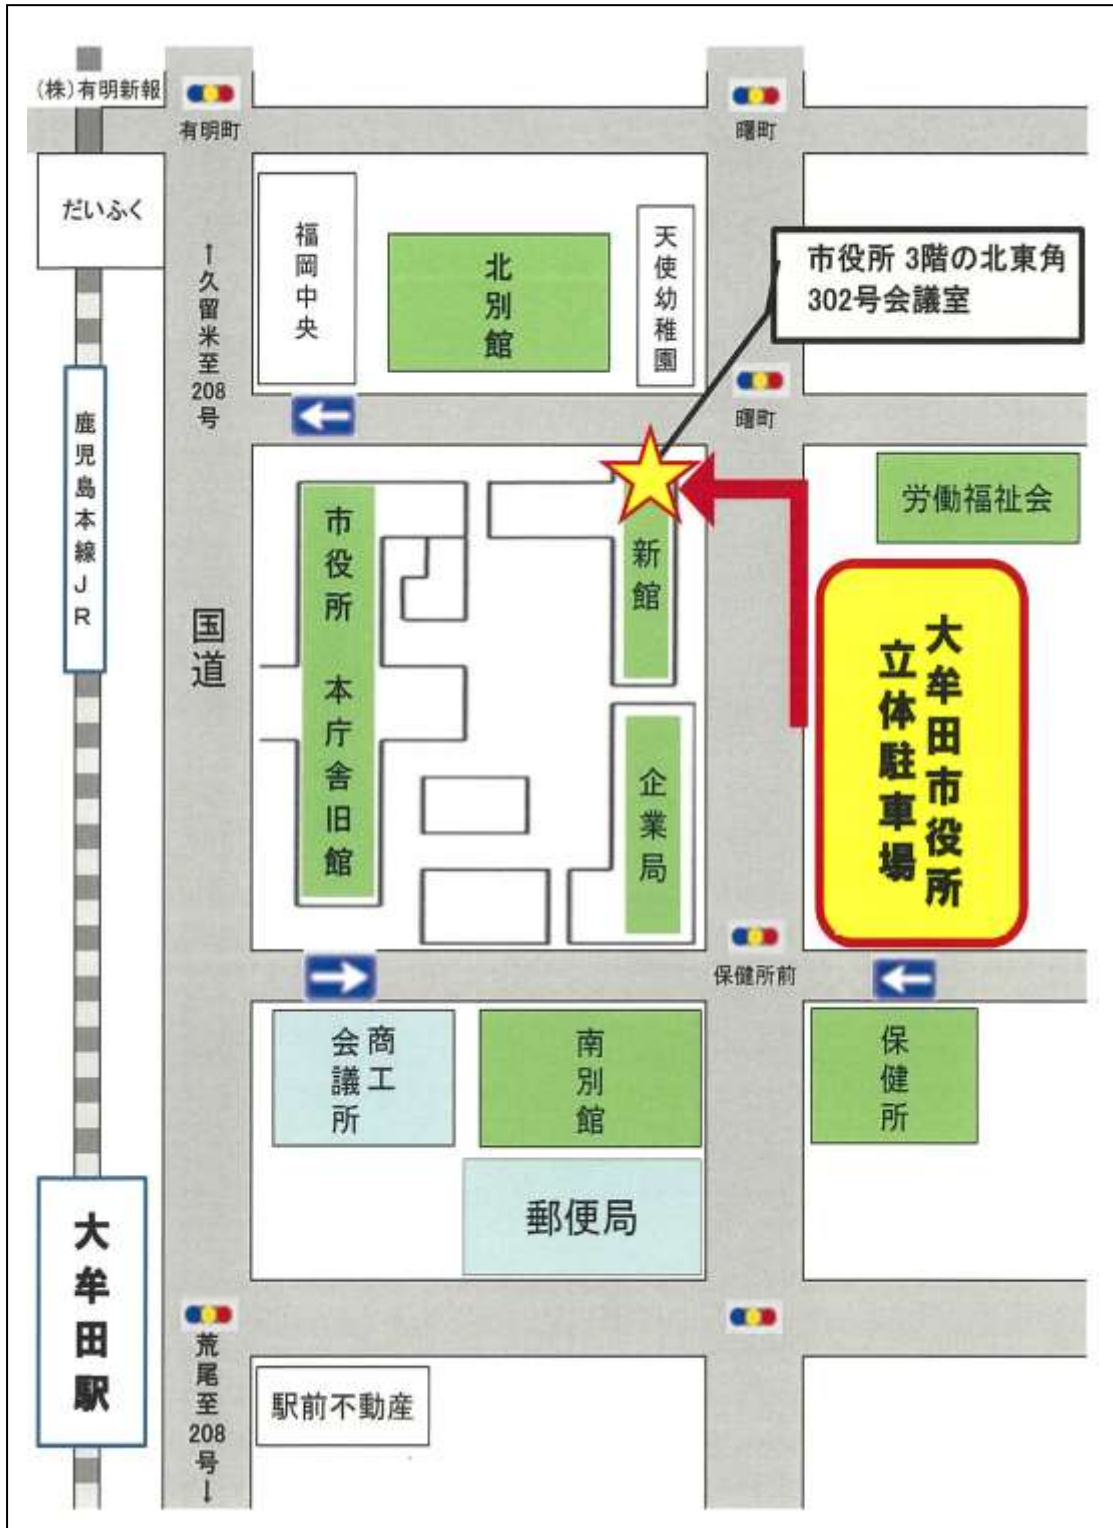 (株)有明新報
有明町
曙町
だいふく
↑久留米至208号
福岡中央
北別館
天使幼稚園
市役所 3階の北東角
302号会議室
曙町
鹿児島本線JR
国道
市役所 本庁舎旧館
新館
労働福祉会
大牟田市役所
立体駐車場
企業局
保健所前
商工
会議所
南別館
保健所
郵便局
大牟田駅
荒尾至208号↓
駅前不動産